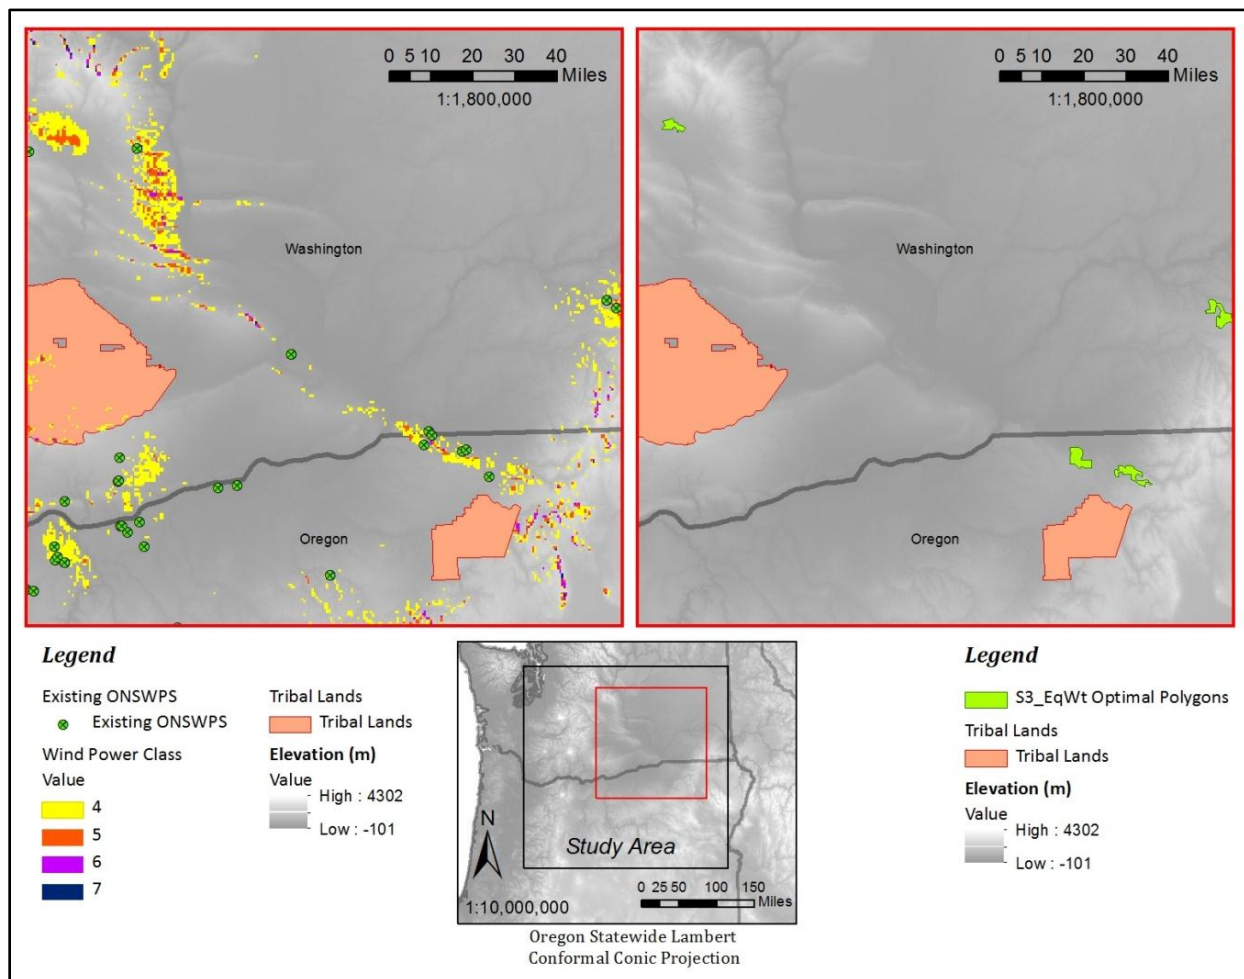 0 5 10 20 30 40
Miles
1:1,800,000
Washington
Oregon
0 5 10 20 30 40
Miles
1:1,800,000
Washington
Oregon
Legend
Existing ONSWPS
Existing ONSWPS
Wind Power Class
Value
4
5
6
7
Tribal Lands
Tribal Lands
Elevation (m)
Value
High : 4302
Low : -101
N
Study Area
0 25 50 100 150
Miles
1:10,000,000
Oregon Statewide Lambert
Conformal Conic Projection
Legend
S3_EqWt Optimal Polygons
Tribal Lands
Tribal Lands
Elevation (m)
Value
High : 4302
Low : -101